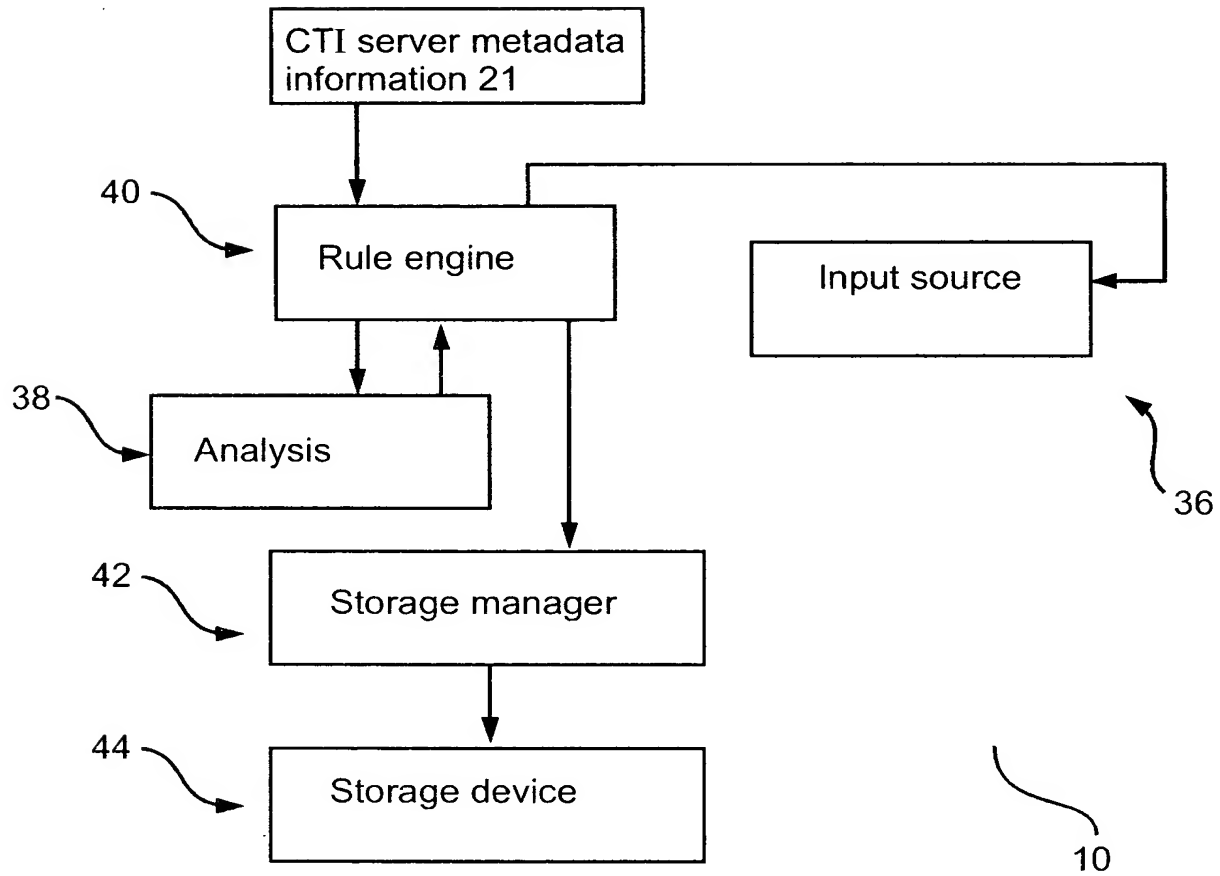 CTI server metadata
information 21
40
Rule engine
Input source
38
Analysis
36
42
Storage manager
44
Storage device
10